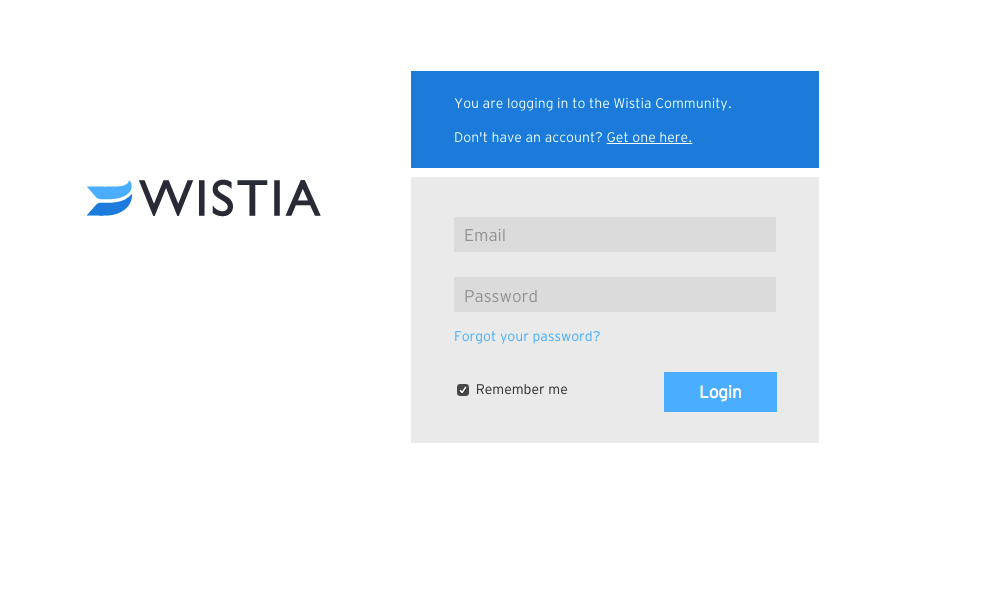 WISTIA
You are logging in to the Wistia Community.
Don't have an account? Get one here.
Email
Password
Forgot your password?
Remember me
Login